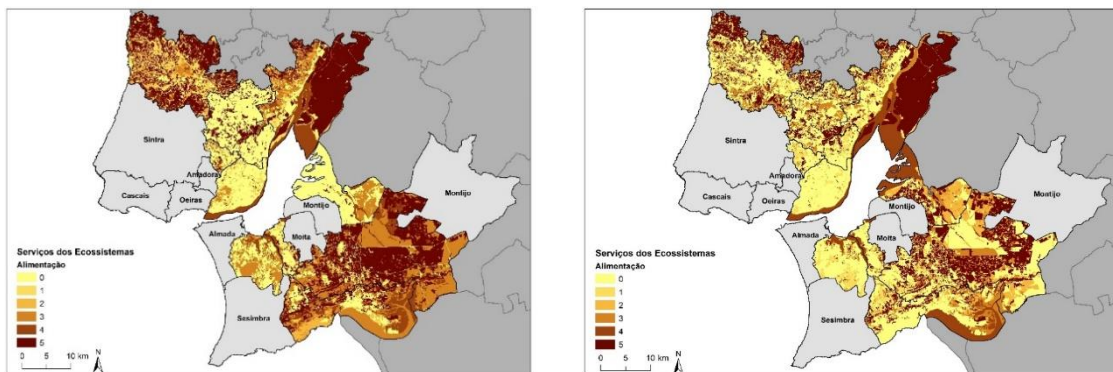 Sintra
Amadora
Cascais
Oeiras
Montijo
Montijo
Almada
Moita
Sesimbra
Serviços dos Ecossistemas
Alimentação
0
1
2
3
4
5
0 5 10 km
N
Sintra
Amadora
Cascais
Oeiras
Montijo
Montijo
Almada
Moita
Sesimbra
Serviços dos Ecossistemas
Alimentação
0
1
2
3
4
5
0 5 10 km
N